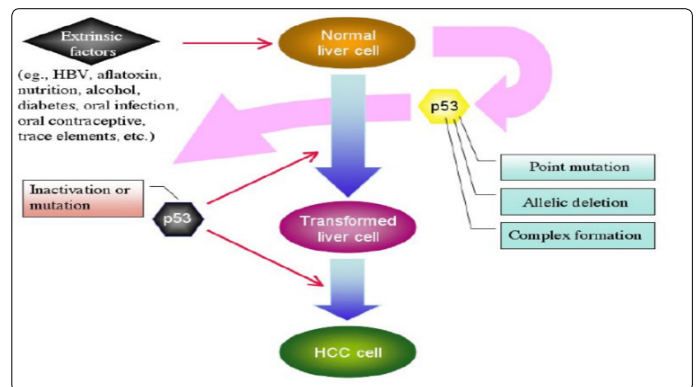 Extrinsic
factors
(eg., HBV, aflatoxin,
nutrition, alcohol,
diabetes, oral infection,
oral contraceptive,
trace elements, etc.)
Normal
liver cell
p53
Point mutation
Allelic deletion
Complex formation
Inactivation or
mutation
p53
Transformed
liver cell
HCC cell